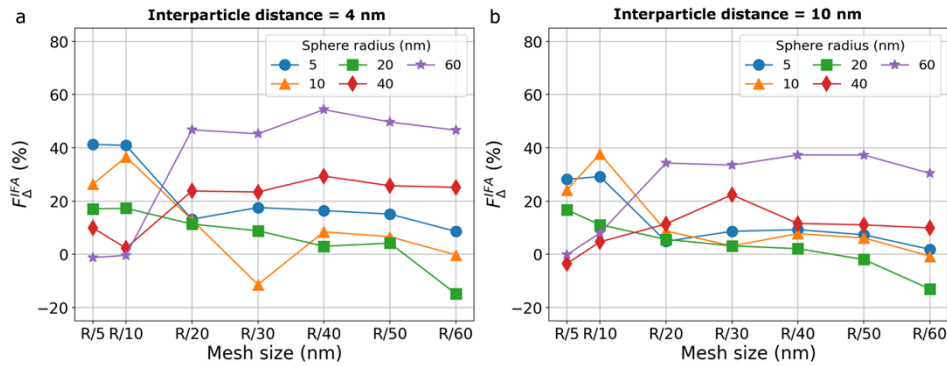 a
Interparticle distance = 4 nm
80
60
40
20
0
−20
F_Δ^{IFA} (%)
Sphere radius (nm)
5 20 60
10 40
R/5 R/10 R/20 R/30 R/40 R/50 R/60
Mesh size (nm)
b
Interparticle distance = 10 nm
80
60
40
20
0
−20
F_Δ^{IFA} (%)
Sphere radius (nm)
5 20 60
10 40
R/5 R/10 R/20 R/30 R/40 R/50 R/60
Mesh size (nm)